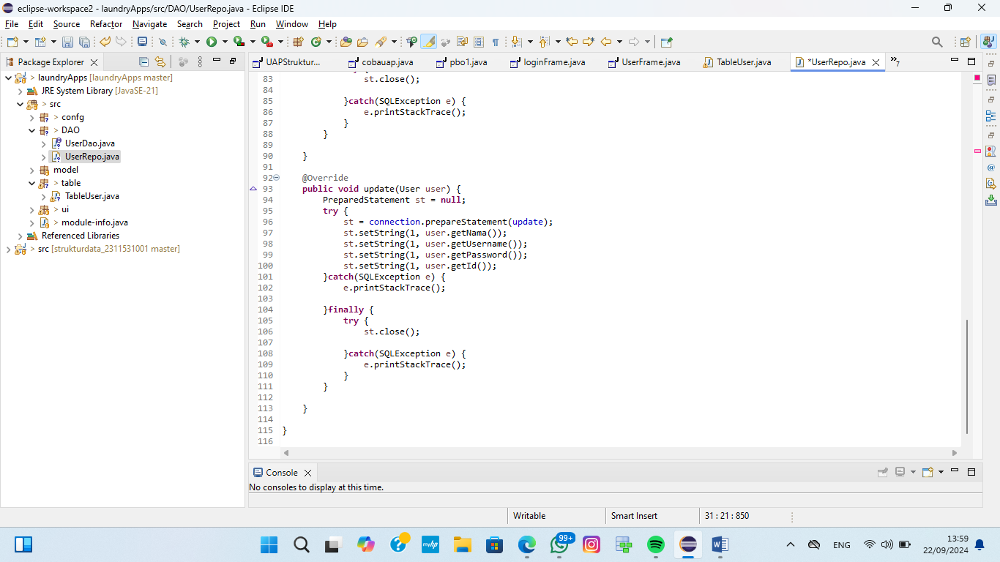 eclipse-workspace2 - laundryApps/src/DAO/UserRepo.java - Eclipse IDE
File Edit Source Refactor Navigate Search Project Run Window Help
Package Explorer
UAPStruktur... cobauap.java pbo1.java loginFrame.java UserFrame.java TableUser.java *UserRepo.java »7
> laundryApps [laundryApps master]
JRE System Library [JavaSE-21]
> src
> confg
> DAO
UserDao.java
UserRepo.java
model
> table
TableUser.java
> ui
> module-info.java
Referenced Libraries
> src [strukturdata_2311531001 master]
83 st.close();
84
85 }catch(SQLException e) {
86 e.printStackTrace();
87 }
88 }
89
90 }
91
92 @Override
93 public void update(User user) {
94 PreparedStatement st = null;
95 try {
96 st = connection.prepareStatement(update);
97 st.setString(1, user.getNama());
98 st.setString(1, user.getUsername());
99 st.setString(1, user.getPassword());
100 st.setString(1, user.getId());
101 }catch(SQLException e) {
102 e.printStackTrace();
103
104 }finally {
105 try {
106 st.close();
107
108 }catch(SQLException e) {
109 e.printStackTrace();
110 }
111 }
112
113 }
114
115 }
116
Console
No consoles to display at this time.
Writable Smart Insert 31 : 21 : 850
myhp
99+
ENG
13:59
22/09/2024